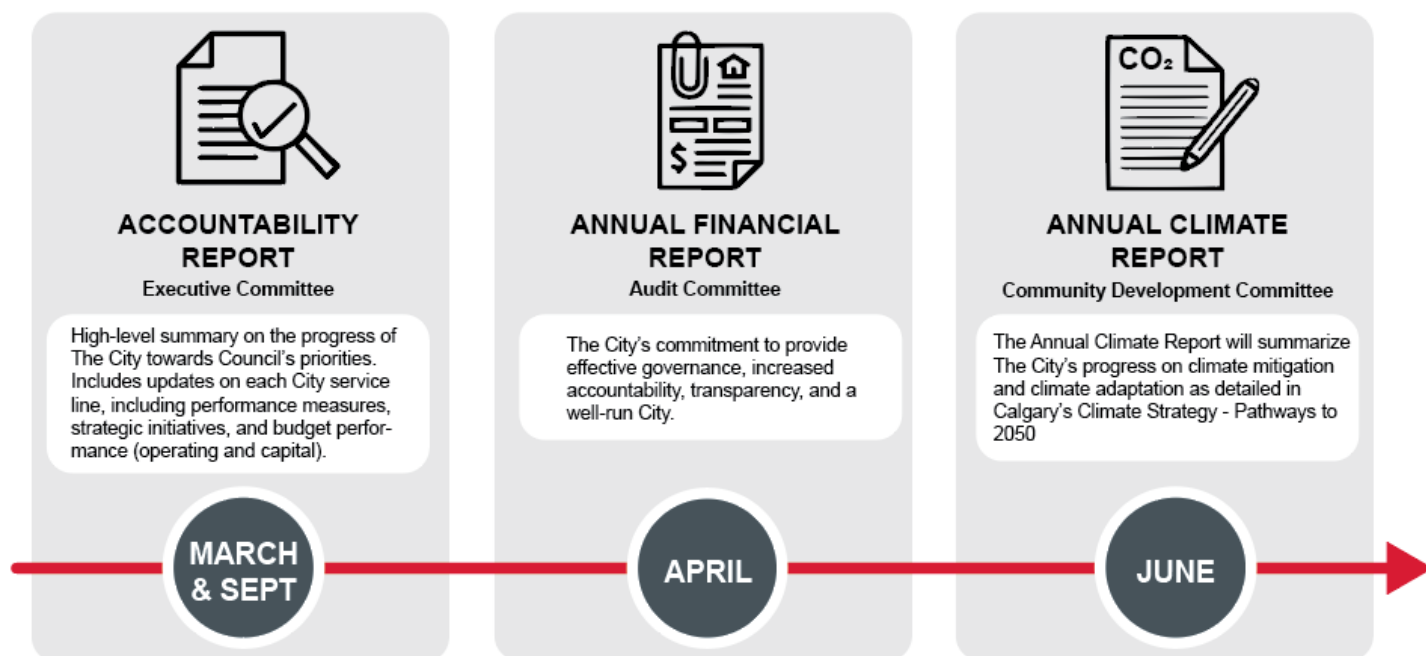 ACCOUNTABILITY
REPORT
Executive Committee
High-level summary on the progress of
The City towards Council's priorities.
Includes updates on each City service
line, including performance measures,
strategic initiatives, and budget perfor-
mance (operating and capital).
MARCH
& SEPT
$
ANNUAL FINANCIAL
REPORT
Audit Committee
The City's commitment to provide
effective governance, increased
accountability, transparency, and a
well-run City.
APRIL
CO₂
ANNUAL CLIMATE
REPORT
Community Development Committee
The Annual Climate Report will summarize
The City's progress on climate mitigation
and climate adaptation as detailed in
Calgary's Climate Strategy - Pathways to
2050
JUNE